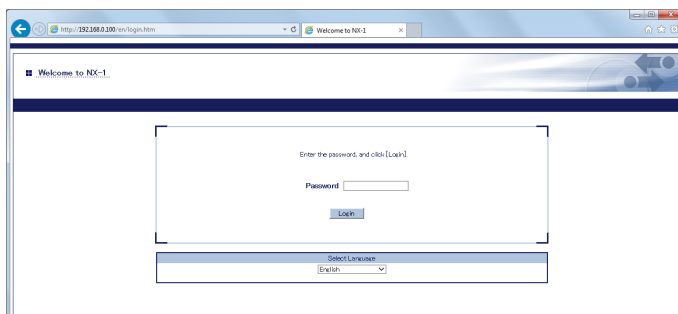 http://192.168.0.100/en/login.htm
Welcome to NX-1
Welcome to NX-1
Enter the password, and click [Login].
Password
Login
Select Language
English